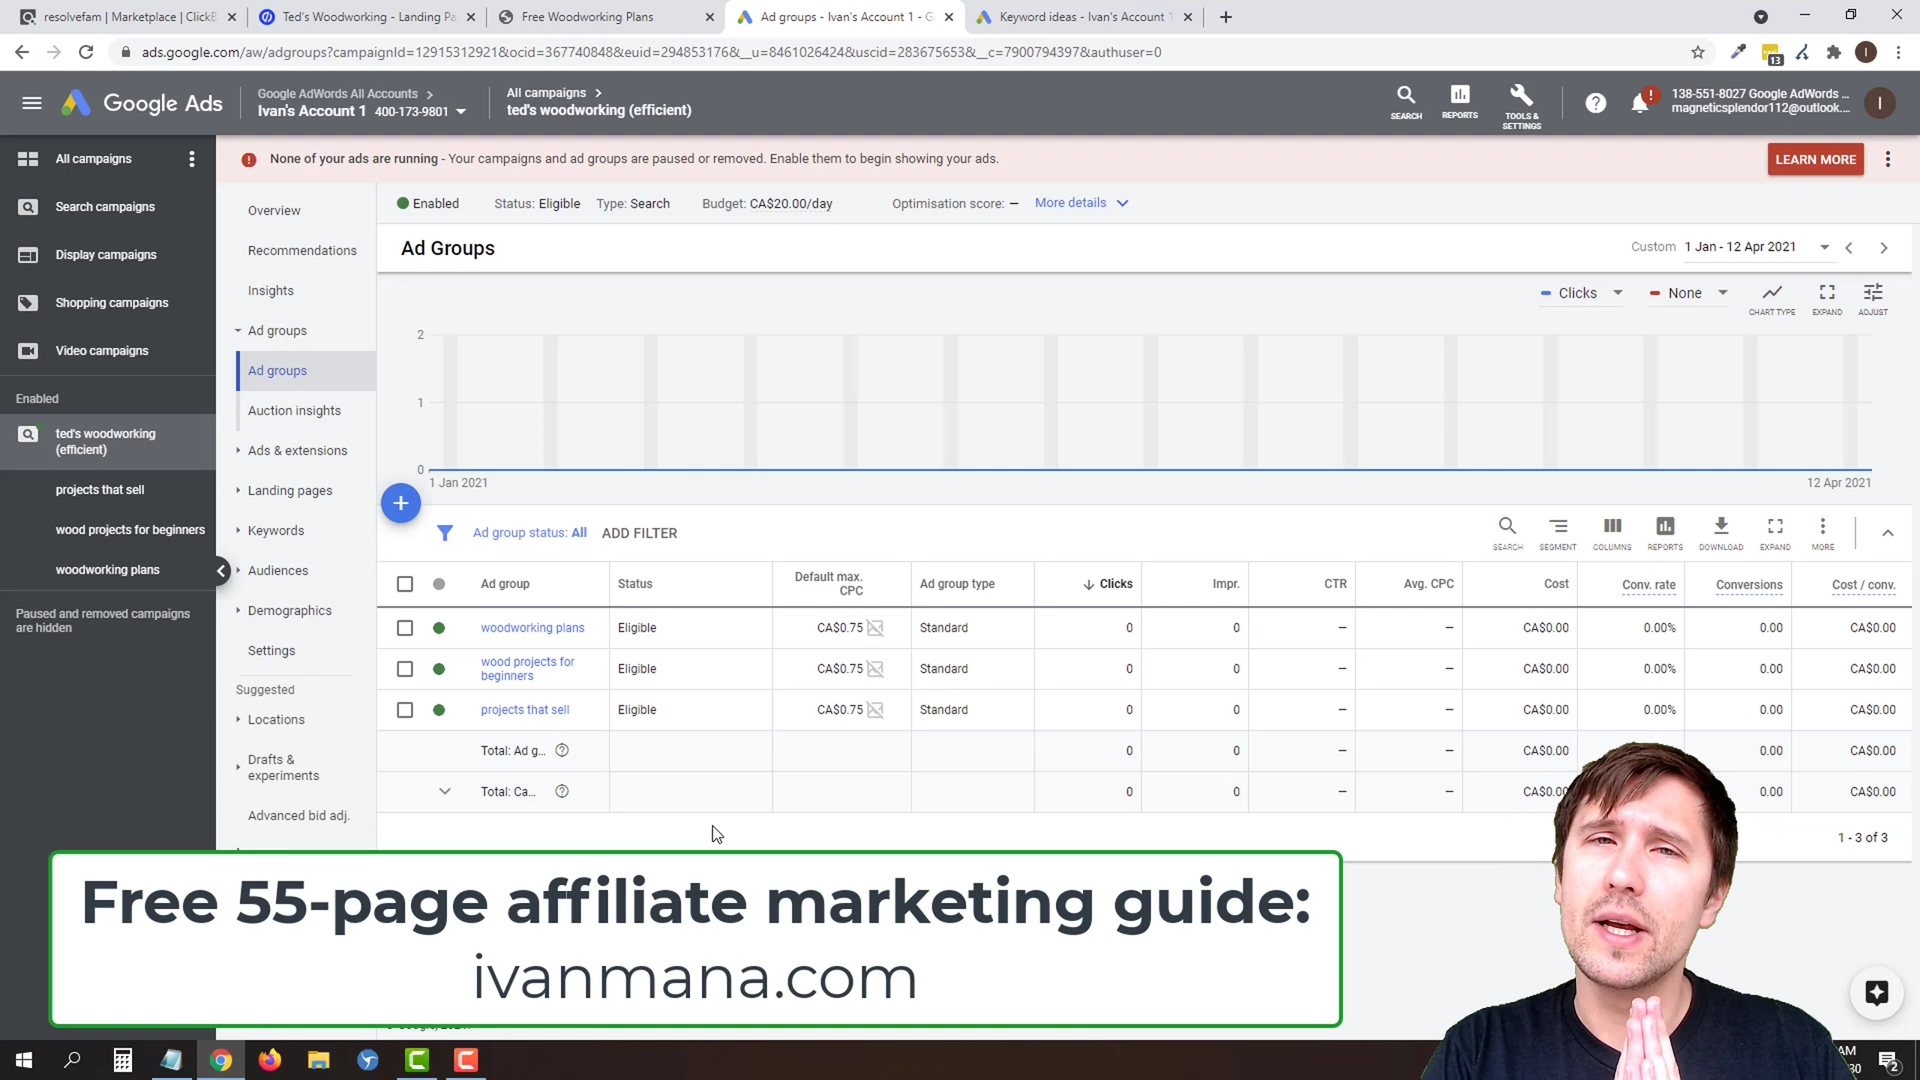 resolvefam | Marketplace | ClickB
Ted's Woodworking - Landing Pa
Free Woodworking Plans
Ad groups - Ivan's Account 1 - G
Keyword ideas - Ivan's Account 1
ads.google.com/aw/adgroups?campaignId=12915312921&ocid=367740848&euid=294853176&__u=8461026424&uscid=283675653&__c=7900794397&authuser=0
13
I
Google Ads
Google AdWords All Accounts
Ivan's Account 1 400-173-9801
All campaigns
ted's woodworking (efficient)
SEARCH
REPORTS
TOOLS & SETTINGS
138-551-8027 Google AdWords ...
magneticsplendor112@outlook...
I
All campaigns
Search campaigns
Display campaigns
Shopping campaigns
Video campaigns
Enabled
ted's woodworking
(efficient)
projects that sell
wood projects for beginners
woodworking plans
Paused and removed campaigns
are hidden
None of your ads are running - Your campaigns and ad groups are paused or removed. Enable them to begin showing your ads.
LEARN MORE
Overview
Recommendations
Insights
Ad groups
Ad groups
Auction insights
Ads & extensions
Landing pages
Keywords
Audiences
Demographics
Settings
Suggested
Locations
Drafts &
experiments
Advanced bid adj.
Enabled Status: Eligible Type: Search Budget: CA$20.00/day Optimisation score: – More details
Ad Groups
Custom 1 Jan - 12 Apr 2021
Clicks
None
CHART TYPE
EXPAND
ADJUST
2
1
0
1 Jan 2021
12 Apr 2021
Ad group status: All ADD FILTER
SEARCH
SEGMENT
COLUMNS
REPORTS
DOWNLOAD
EXPAND
MORE
Ad group Status Default max. CPC Ad group type Clicks Impr. CTR Avg. CPC Cost Conv. rate Conversions Cost / conv.
woodworking plans Eligible CA$0.75 Standard 0 0 – – CA$0.00 0.00% 0.00 CA$0.00
wood projects for beginners Eligible CA$0.75 Standard 0 0 – – CA$0.00 0.00% 0.00 CA$0.00
projects that sell Eligible CA$0.75 Standard 0 0 – – CA$0.00 0.00% 0.00 CA$0.00
Total: Ad g... 0 0 – – CA$0.00 0.00 CA$0.00
Total: Ca... 0 0 – – CA$0.00 0.00 CA$0.00
1 - 3 of 3
Free 55-page affiliate marketing guide:
ivanmana.com
AM
30
2